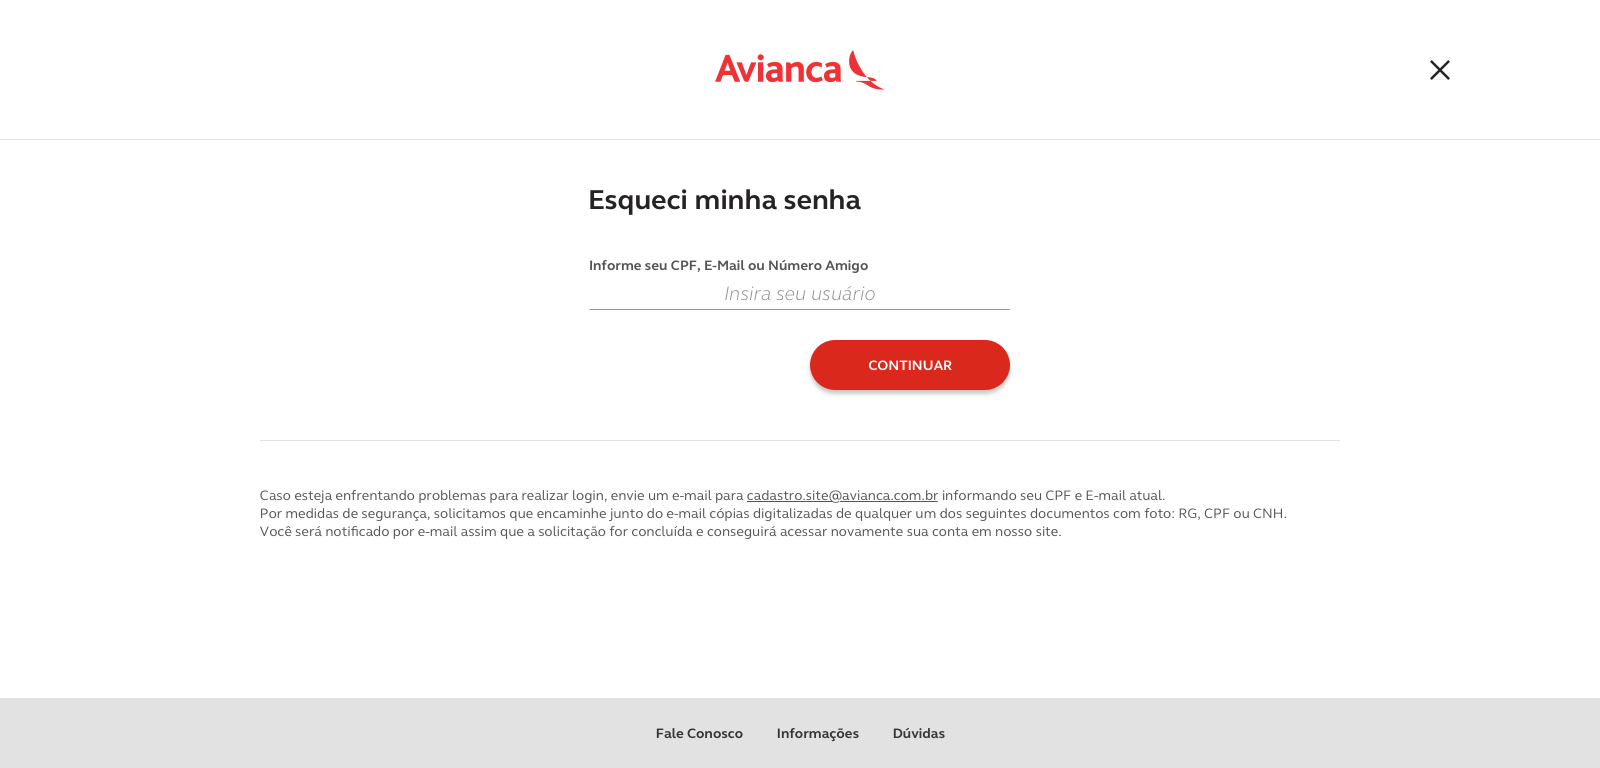 Avianca
Esqueci minha senha
Informe seu CPF, E-Mail ou Número Amigo
Insira seu usuário
CONTINUAR
Caso esteja enfrentando problemas para realizar login, envie um e-mail para cadastro.site@avianca.com.br informando seu CPF e E-mail atual.
Por medidas de segurança, solicitamos que encaminhe junto do e-mail cópias digitalizadas de qualquer um dos seguintes documentos com foto: RG, CPF ou CNH.
Você será notificado por e-mail assim que a solicitação for concluída e conseguirá acessar novamente sua conta em nosso site.
Fale Conosco Informações Dúvidas